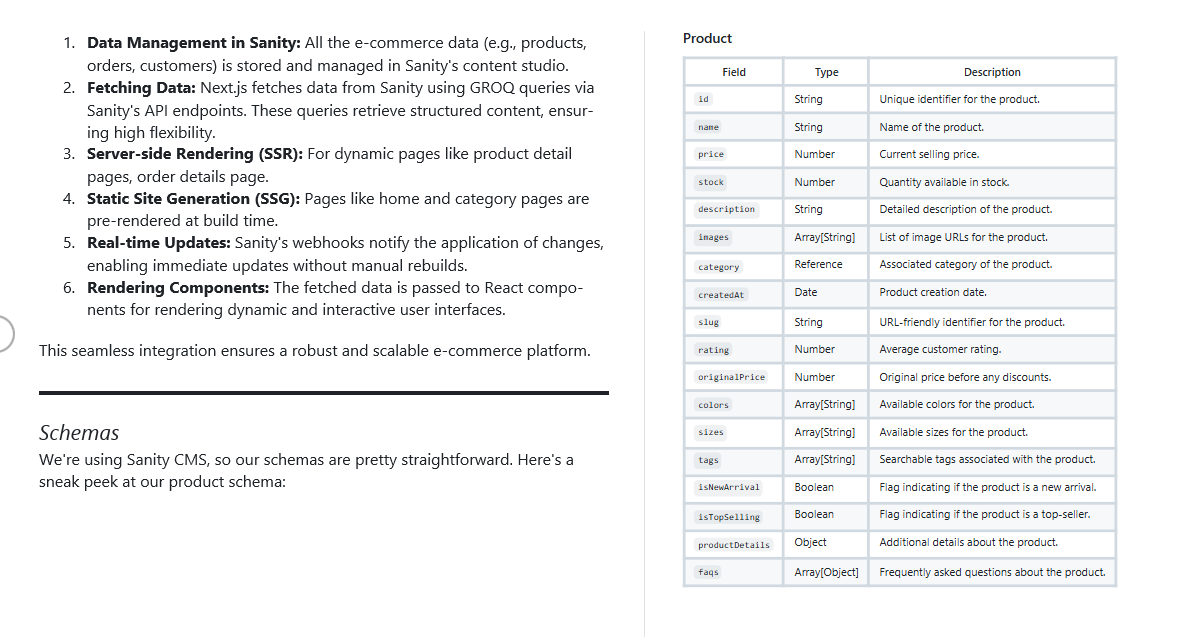 1. Data Management in Sanity: All the e-commerce data (e.g., products,
orders, customers) is stored and managed in Sanity's content studio.
2. Fetching Data: Next.js fetches data from Sanity using GROQ queries via
Sanity's API endpoints. These queries retrieve structured content, ensur-
ing high flexibility.
3. Server-side Rendering (SSR): For dynamic pages like product detail
pages, order details page.
4. Static Site Generation (SSG): Pages like home and category pages are
pre-rendered at build time.
5. Real-time Updates: Sanity's webhooks notify the application of changes,
enabling immediate updates without manual rebuilds.
6. Rendering Components: The fetched data is passed to React compo-
nents for rendering dynamic and interactive user interfaces.
This seamless integration ensures a robust and scalable e-commerce platform.
Schemas
We're using Sanity CMS, so our schemas are pretty straightforward. Here's a
sneak peek at our product schema:
Product
Field Type Description
id String Unique identifier for the product.
name String Name of the product.
price Number Current selling price.
stock Number Quantity available in stock.
description String Detailed description of the product.
images Array[String] List of image URLs for the product.
category Reference Associated category of the product.
createdAt Date Product creation date.
slug String URL-friendly identifier for the product.
rating Number Average customer rating.
originalPrice Number Original price before any discounts.
colors Array[String] Available colors for the product.
sizes Array[String] Available sizes for the product.
tags Array[String] Searchable tags associated with the product.
isNewArrival Boolean Flag indicating if the product is a new arrival.
isTopSelling Boolean Flag indicating if the product is a top-seller.
productDetails Object Additional details about the product.
faqs Array[Object] Frequently asked questions about the product.